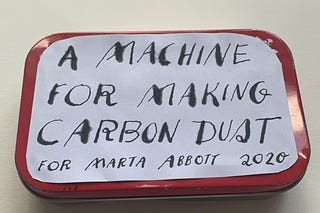 A MACHINE
FOR MAKING
CARBON DUST
FOR MARTA ABBOTT 2020